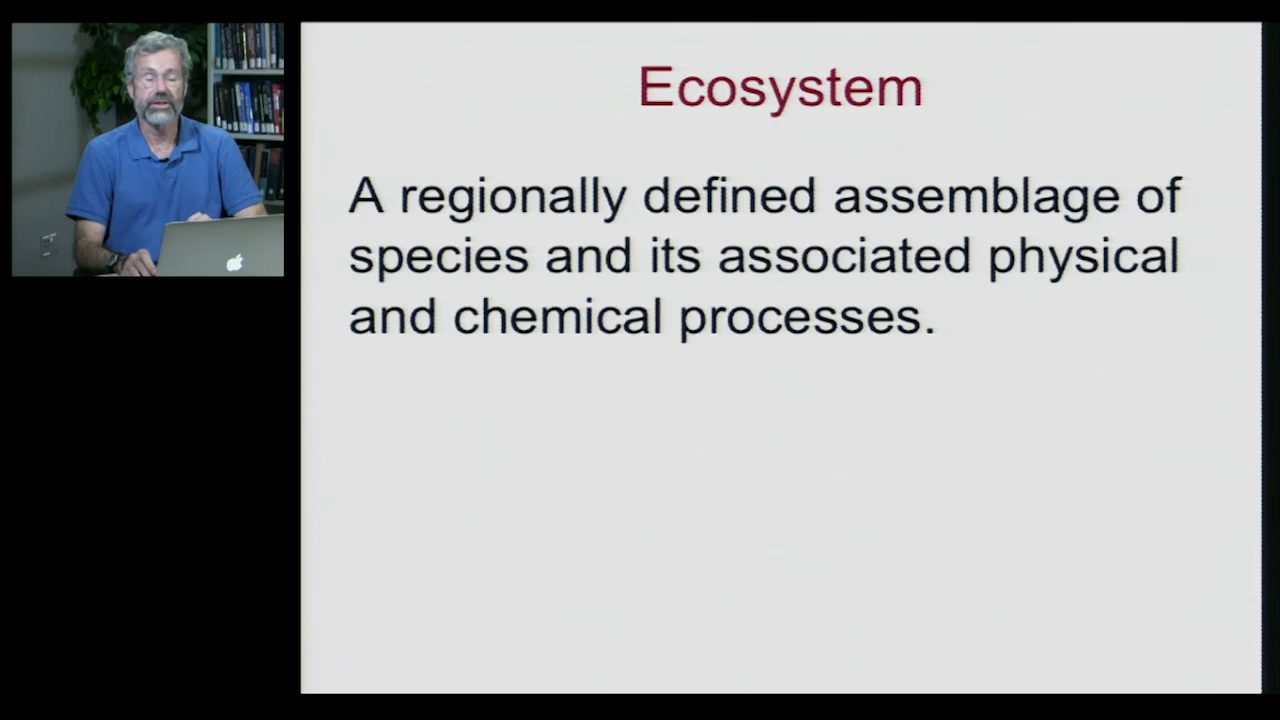 Ecosystem
A regionally defined assemblage of
species and its associated physical
and chemical processes.